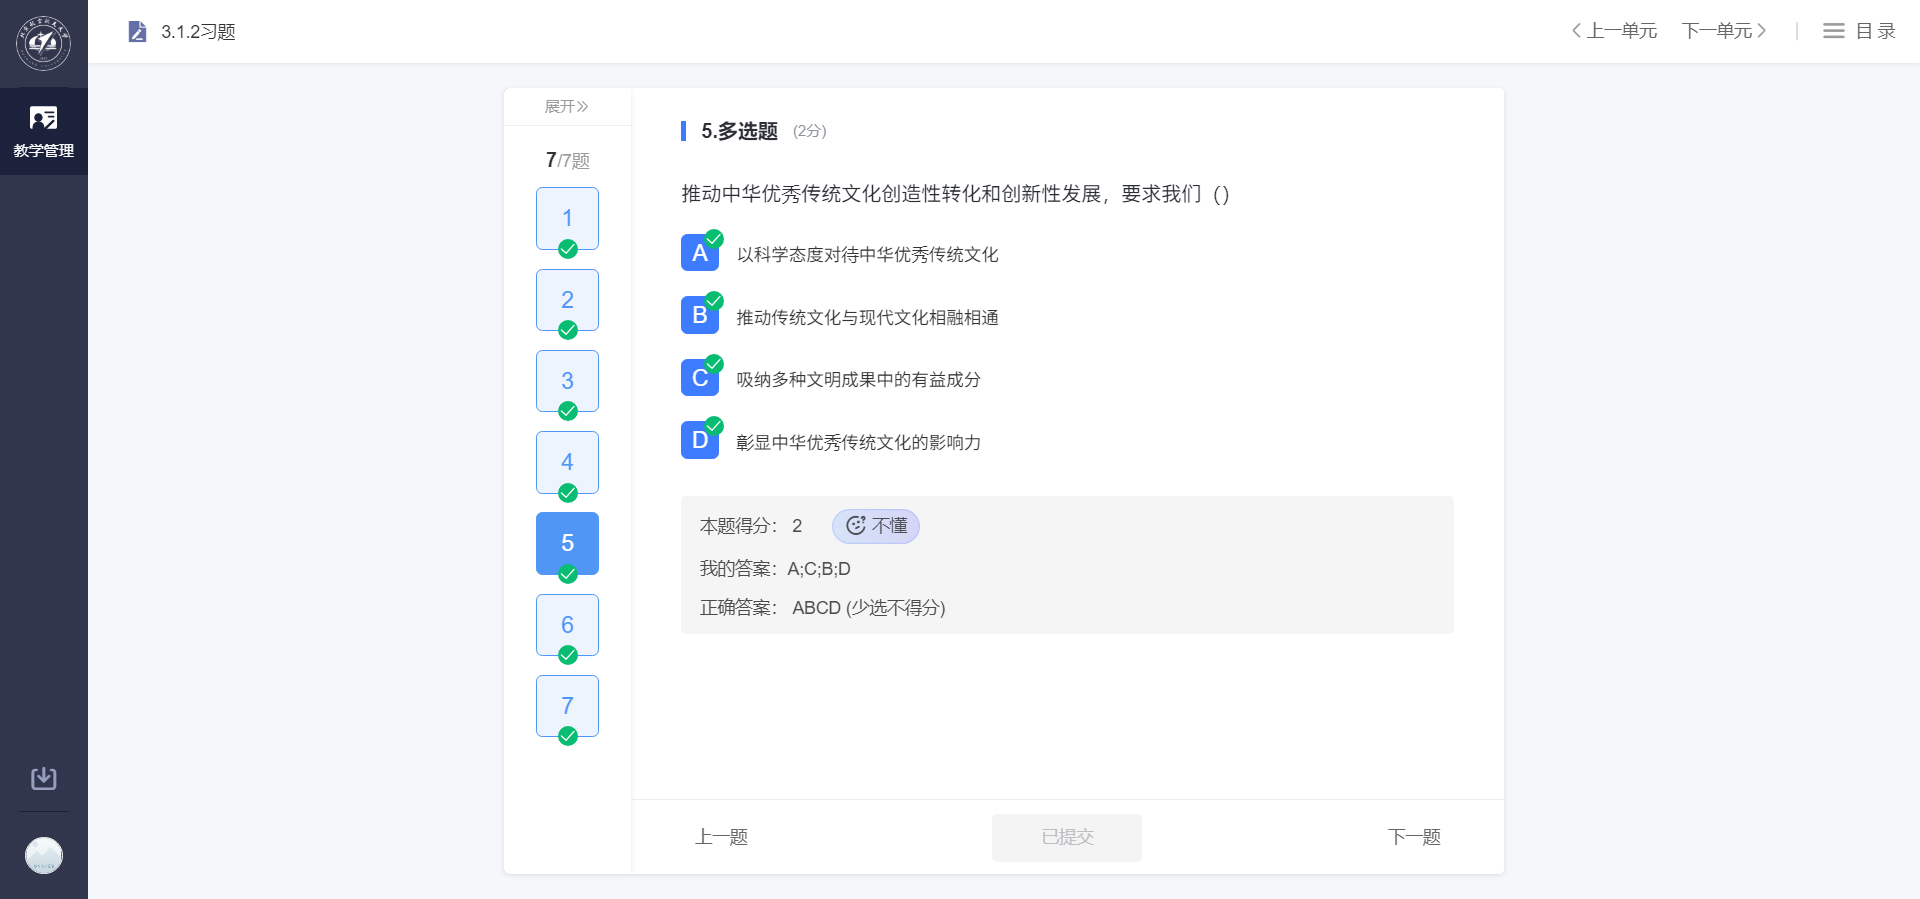 3.1.2习题
上一单元
下一单元
目录
教学管理
展开
7/7题
1
2
3
4
5
6
7
5.多选题 (2分)
推动中华优秀传统文化创造性转化和创新性发展，要求我们（）
A 以科学态度对待中华优秀传统文化
B 推动传统文化与现代文化相融相通
C 吸纳多种文明成果中的有益成分
D 彰显中华优秀传统文化的影响力
本题得分： 2 不懂
我的答案：A;C;B;D
正确答案： ABCD (少选不得分)
上一题
已提交
下一题